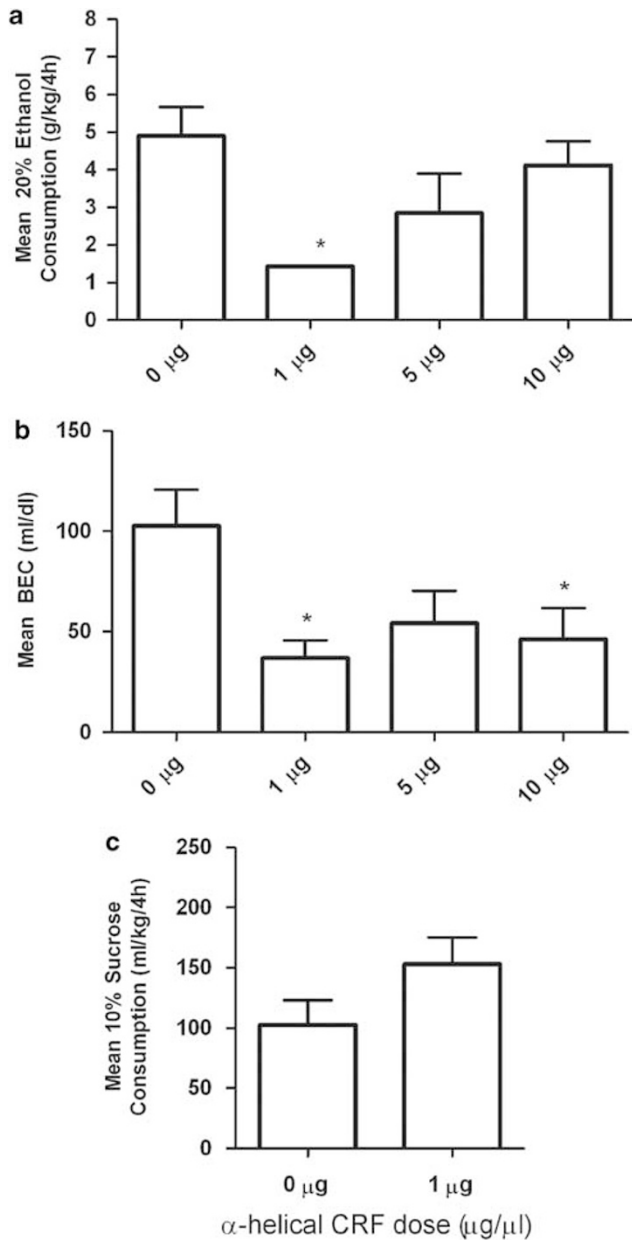 a
Mean 20% Ethanol
Consumption (g/kg/4h)
8
7
6
5
4
3
2
1
0
*
0 μg
1 μg
5 μg
10 μg
b
Mean BEC (ml/dl)
150
100
50
0
*
*
0 μg
1 μg
5 μg
10 μg
c
Mean 10% Sucrose
Consumption (ml/kg/4h)
250
200
150
100
50
0
0 μg
1 μg
α-helical CRF dose (μg/μl)